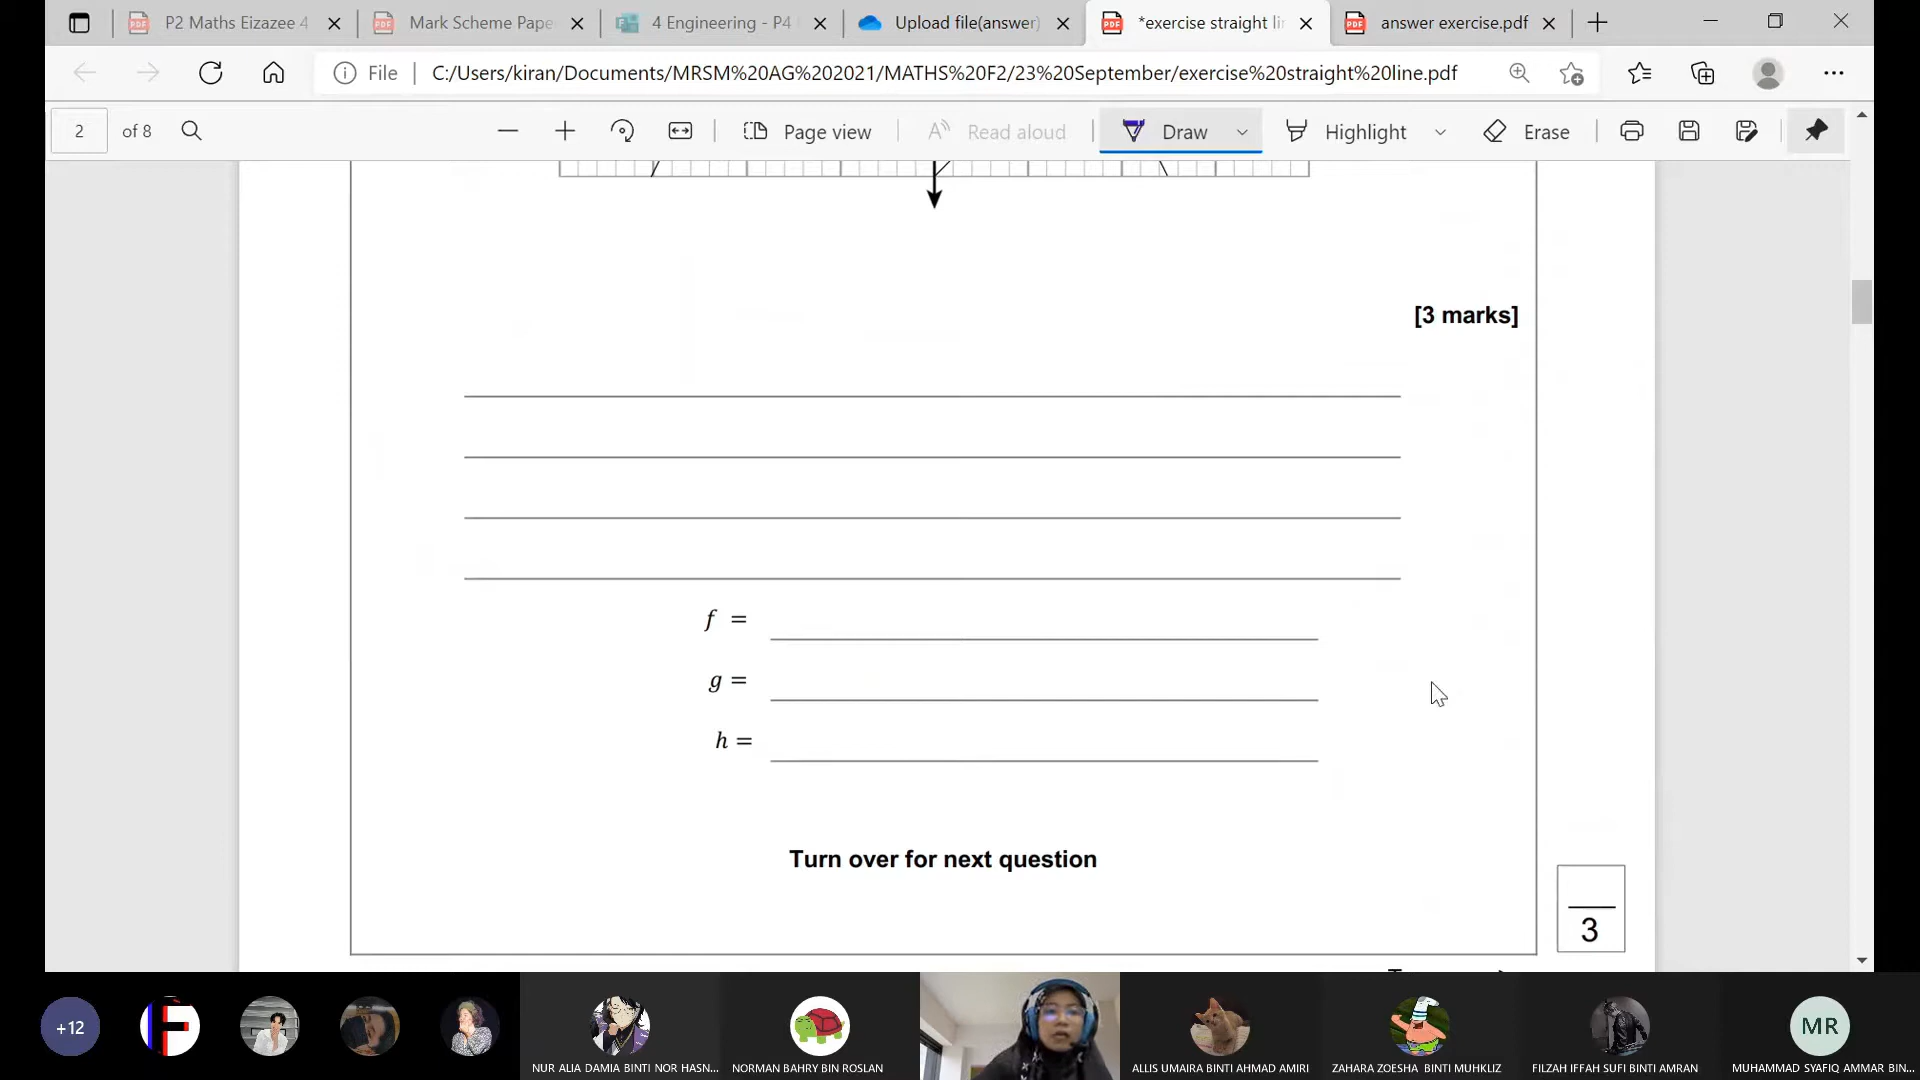 P2 Maths Eizazee 4
Mark Scheme Pape
4 Engineering - P4
Upload file(answer)
*exercise straight li
answer exercise.pdf
File
C:/Users/kiran/Documents/MRSM%20AG%202021/MATHS%20F2/23%20September/exercise%20straight%20line.pdf
2 of 8
Page view
Read aloud
Draw
Highlight
Erase
[3 marks]
f =
g =
h =
Turn over for next question
3
+12
NUR ALIA DAMIA BINTI NOR HASN...
NORMAN BAHRY BIN ROSLAN
ALLIS UMAIRA BINTI AHMAD AMIRI
ZAHARA ZOESHA BINTI MUHKLIZ
FILZAH IFFAH SUFI BINTI AMRAN
MR
MUHAMMAD SYAFIQ AMMAR BIN...